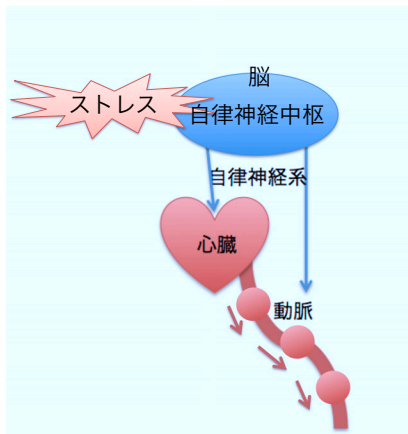 脳
ストレス
自律神経中枢
自律神経系
心臓
動脈